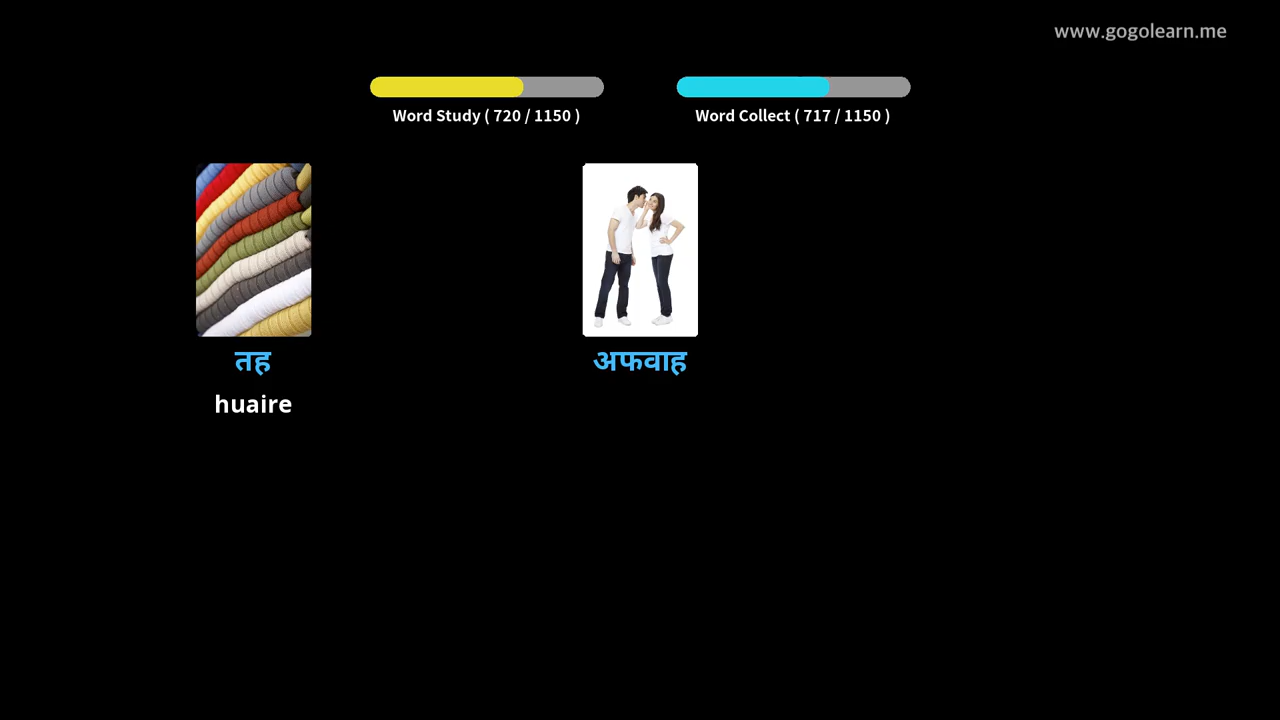 www.gogolearn.me
Word Study ( 720 / 1150 )
Word Collect ( 717 / 1150 )
तह
अफवाह
huaire